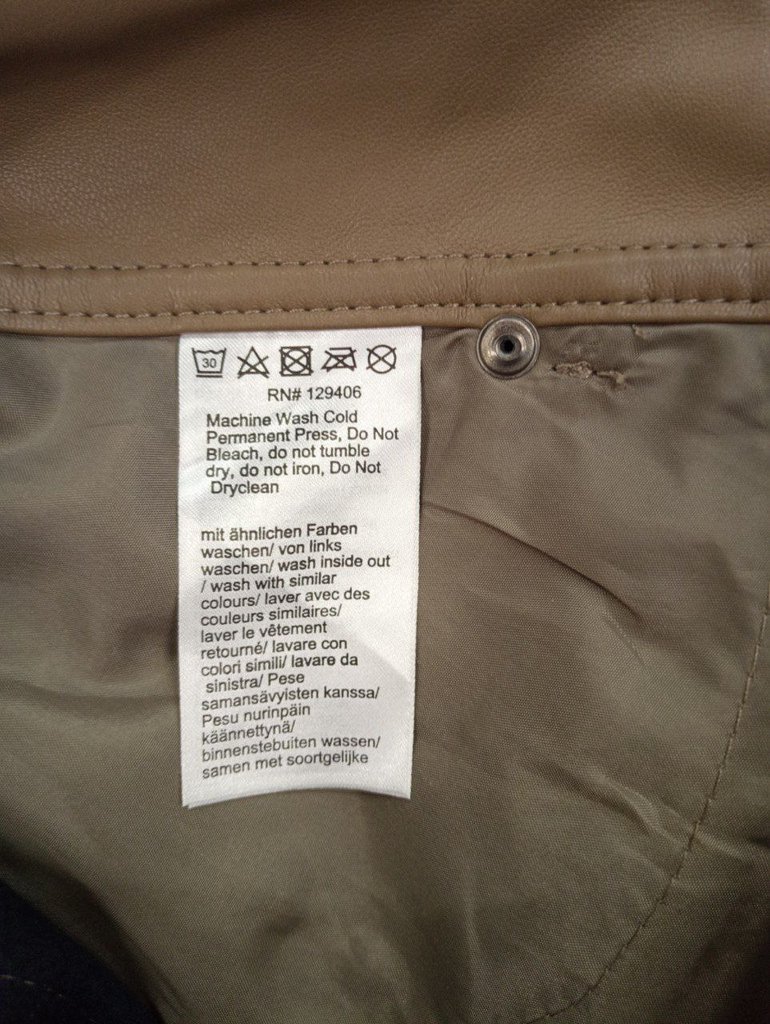 30
RN# 129406
Machine Wash Cold
Permanent Press, Do Not
Bleach, do not tumble
dry, do not iron, Do Not
Dryclean
mit ähnlichen Farben
waschen/ von links
waschen/ wash inside out
/ wash with similar
colours/ laver avec des
couleurs similaires/
laver le vêtement
retourné/ lavare con
colori simili/ lavare da
sinistra/ Pese
samansävyisten kanssa/
Pesu nurinpäin
käännettynä/
binnenstebuiten wassen/
samen met soortgelijke